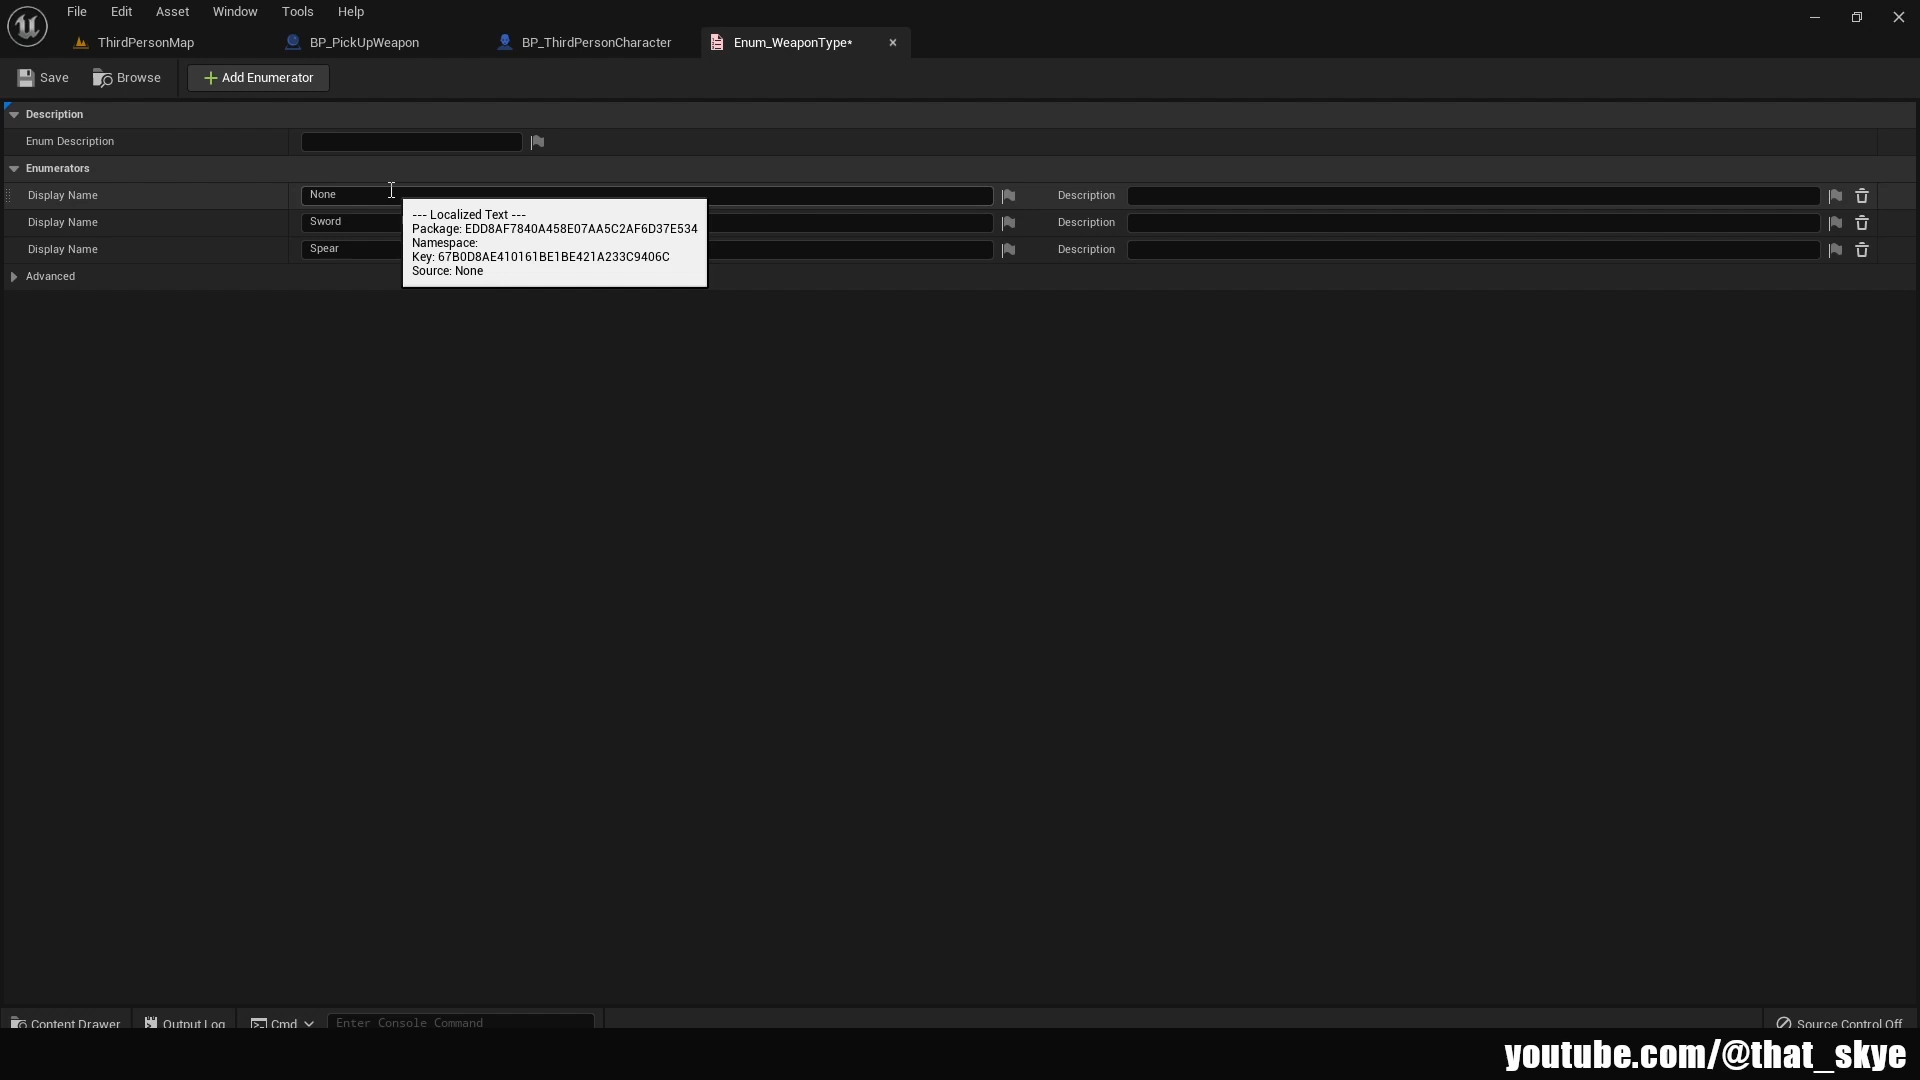 File Edit Asset Window Tools Help
ThirdPersonMap BP_PickUpWeapon BP_ThirdPersonCharacter Enum_WeaponType*
Save Browse Add Enumerator
Description
Enum Description
Enumerators
Display Name None Description
Display Name Sword Description
Display Name Spear Description
Advanced
--- Localized Text ---
Package: EDD8AF7840A458E07AA5C2AF6D37E534
Namespace:
Key: 67B0D8AE410161BE1BE421A233C9406C
Source: None
Content Drawer Output Log Cmd Enter Console Command Source Control Off
youtube.com/@that_skye